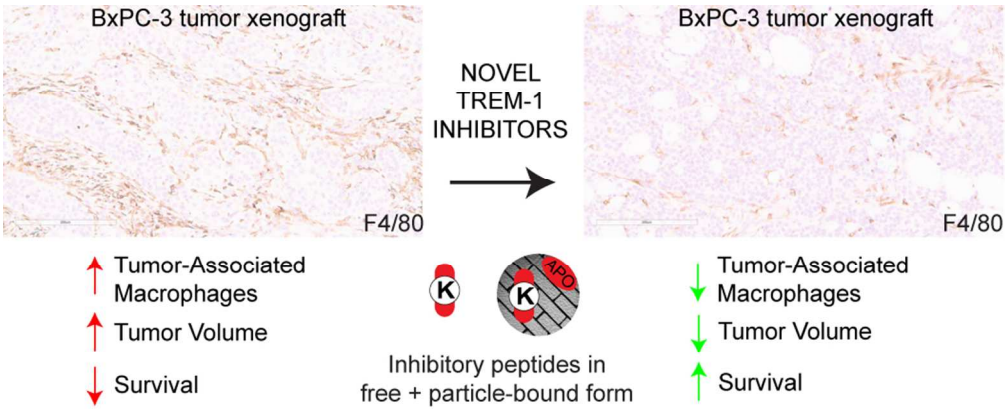 BxPC-3 tumor xenograft
F4/80
NOVEL
TREM-1
INHIBITORS
BxPC-3 tumor xenograft
F4/80
Tumor-Associated
Macrophages
Tumor Volume
Survival
K
K
APO
Inhibitory peptides in
free + particle-bound form
Tumor-Associated
Macrophages
Tumor Volume
Survival